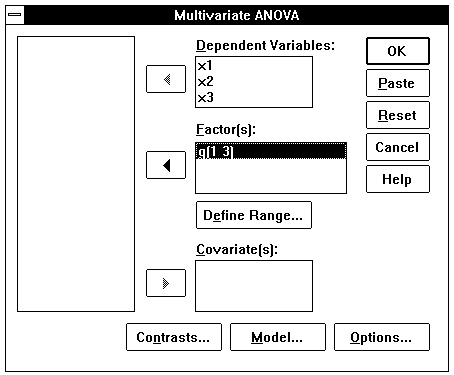 Multivariate ANOVA
Dependent Variables:
x1
x2
x3
Factor(s):
g(1 3)
Define Range...
Covariate(s):
OK
Paste
Reset
Cancel
Help
Contrasts...
Model...
Options...